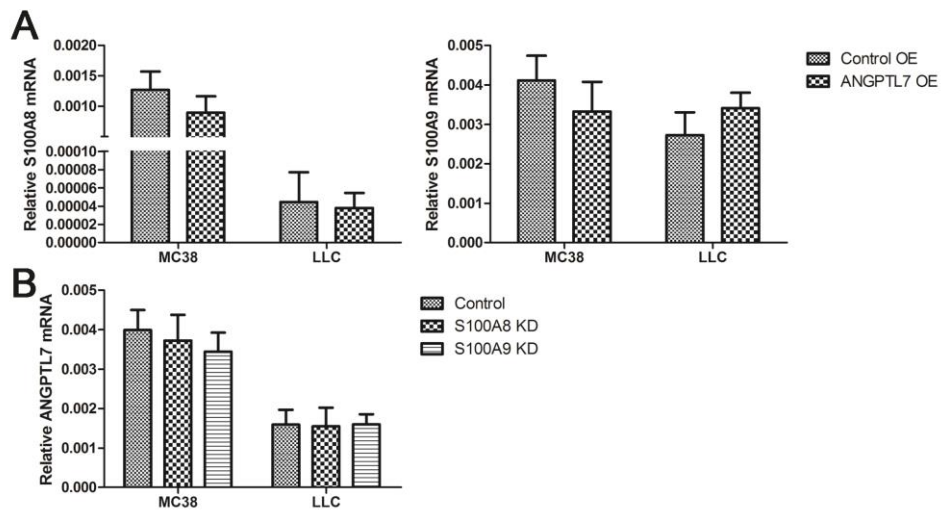 A
Relative S100A8 mRNA
0.0020
0.0015
0.0010
0.00010
0.00008
0.00006
0.00004
0.00002
0.00000
MC38 LLC
Relative S100A9 mRNA
0.005
0.004
0.003
0.002
0.001
0.000
MC38 LLC
Control OE
ANGPTL7 OE
B
Relative ANGPTL7 mRNA
0.005
0.004
0.003
0.002
0.001
0.000
MC38 LLC
Control
S100A8 KD
S100A9 KD